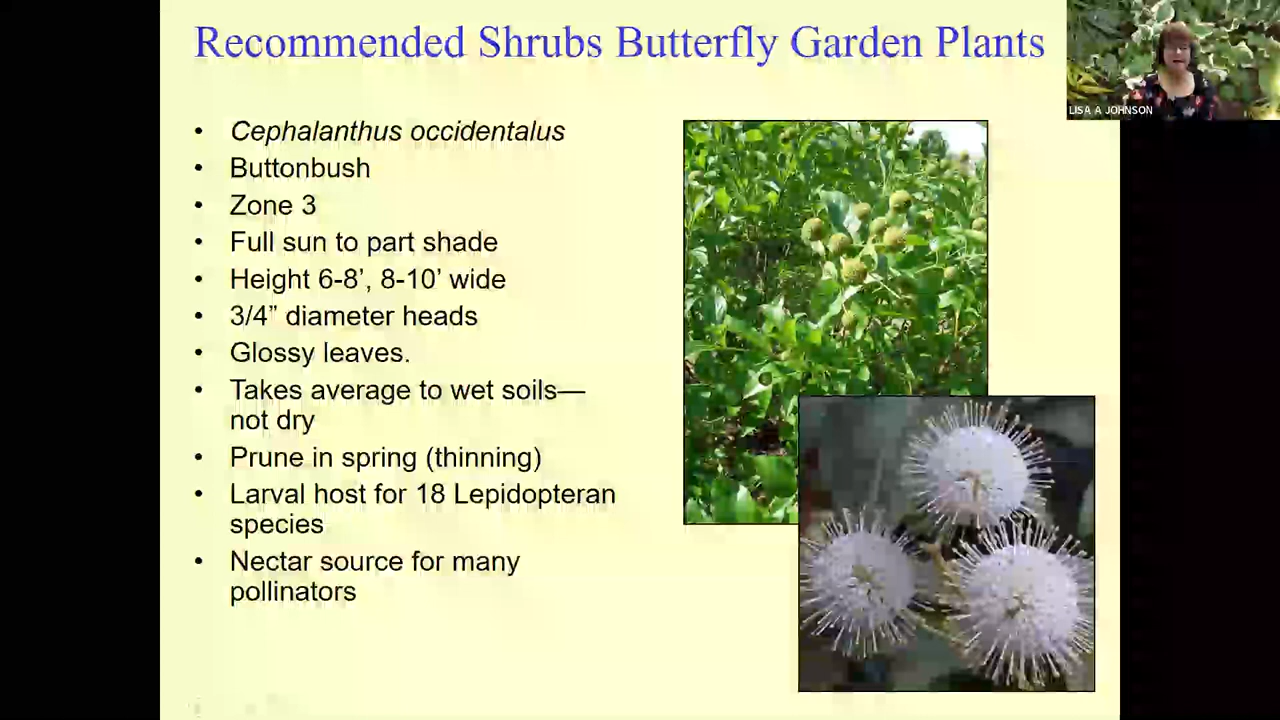 Recommended Shrubs Butterfly Garden Plants
LISA A JOHNSON
• Cephalanthus occidentalus
• Buttonbush
• Zone 3
• Full sun to part shade
• Height 6-8’, 8-10’ wide
• 3/4” diameter heads
• Glossy leaves.
• Takes average to wet soils—
not dry
• Prune in spring (thinning)
• Larval host for 18 Lepidopteran
species
• Nectar source for many
pollinators